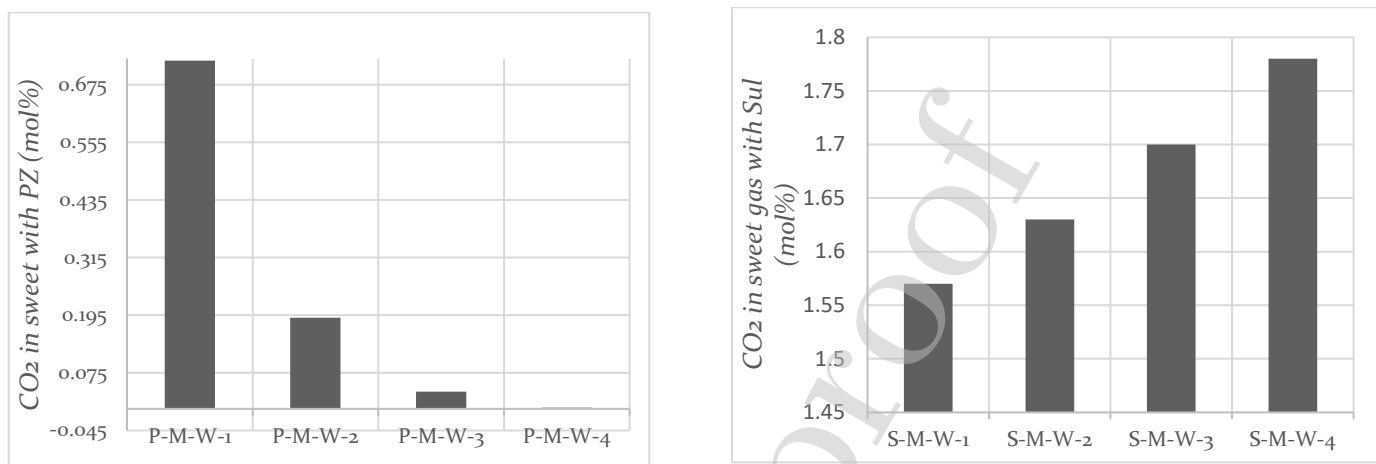 CO2 in sweet with PZ (mol%)
0.675
0.555
0.435
0.315
0.195
0.075
-0.045
P-M-W-1 P-M-W-2 P-M-W-3 P-M-W-4
CO2 in sweet gas with Sul
(mol%)
1.8
1.75
1.7
1.65
1.6
1.55
1.5
1.45
S-M-W-1 S-M-W-2 S-M-W-3 S-M-W-4
proof